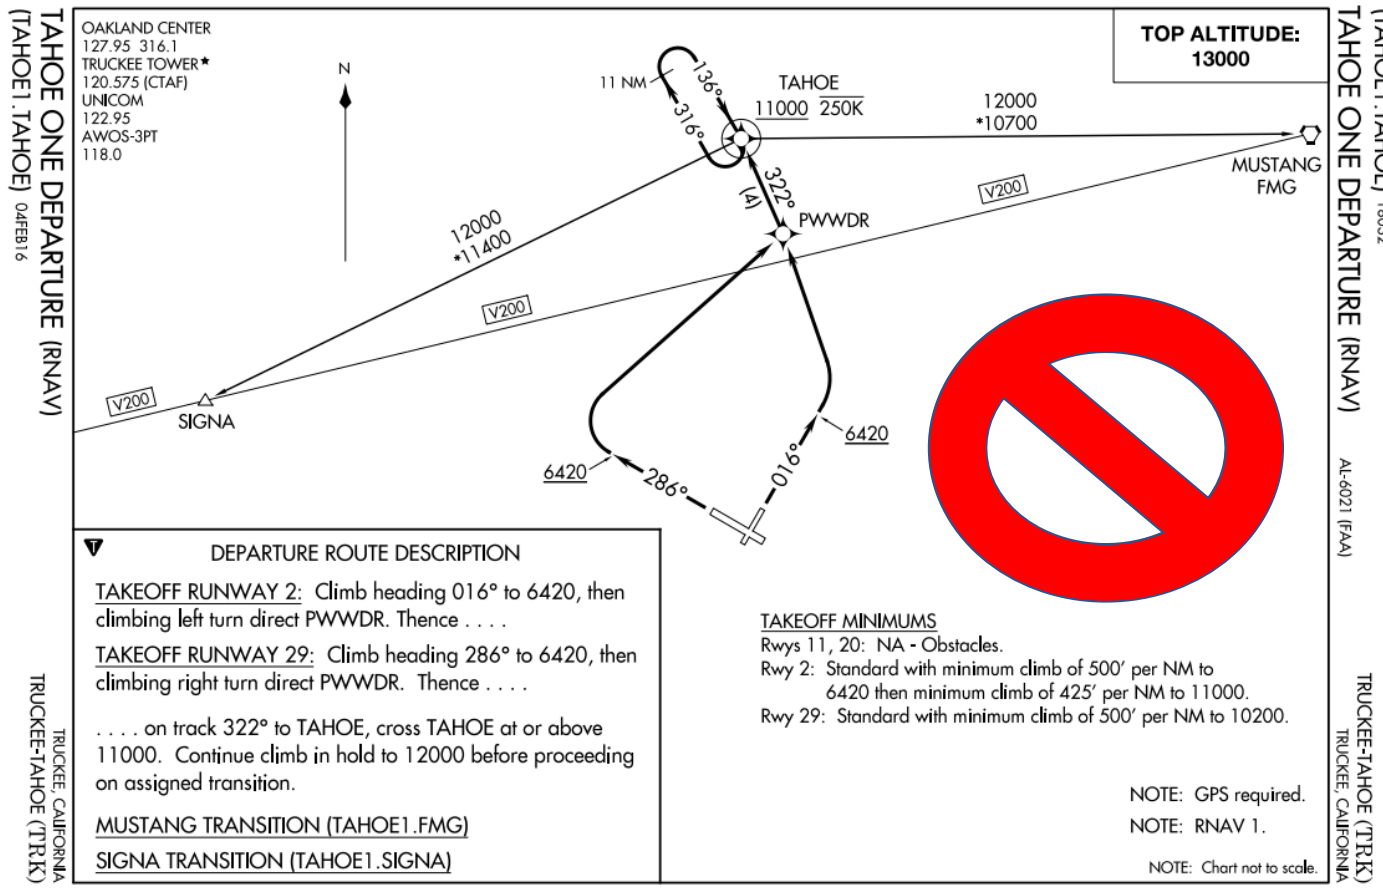 TAHOE ONE DEPARTURE (RNAV)
(TAHOE1.TAHOE) 04FEB16
OAKLAND CENTER
127.95 316.1
TRUCKEE TOWER★
120.575 (CTAF)
UNICOM
122.95
AWOS-3PT
118.0
N
11 NM
136°
316°
TAHOE
11000 250K
12000
*10700
TOP ALTITUDE:
13000
MUSTANG
FMG
V200
322°
(4)
PWWDR
12000
*11400
V200
V200
SIGNA
6420
286°
016°
6420
DEPARTURE ROUTE DESCRIPTION
T
TAKEOFF RUNWAY 2: Climb heading 016° to 6420, then
climbing left turn direct PWWDR. Thence . . . .
TAKEOFF RUNWAY 29: Climb heading 286° to 6420, then
climbing right turn direct PWWDR. Thence . . . .
. . . . on track 322° to TAHOE, cross TAHOE at or above
11000. Continue climb in hold to 12000 before proceeding
on assigned transition.
MUSTANG TRANSITION (TAHOE1.FMG)
SIGNA TRANSITION (TAHOE1.SIGNA)
TAKEOFF MINIMUMS
Rwys 11, 20: NA - Obstacles.
Rwy 2: Standard with minimum climb of 500' per NM to
6420 then minimum climb of 425' per NM to 11000.
Rwy 29: Standard with minimum climb of 500' per NM to 10200.
NOTE: GPS required.
NOTE: RNAV 1.
NOTE: Chart not to scale.
TRUCKEE, CALIFORNIA
TRUCKEE-TAHOE (TRK)
(TAHOE1.TAHOE)
TAHOE ONE DEPARTURE (RNAV)
AL-6021 (FAA)
TRUCKEE-TAHOE (TRK)
TRUCKEE, CALIFORNIA